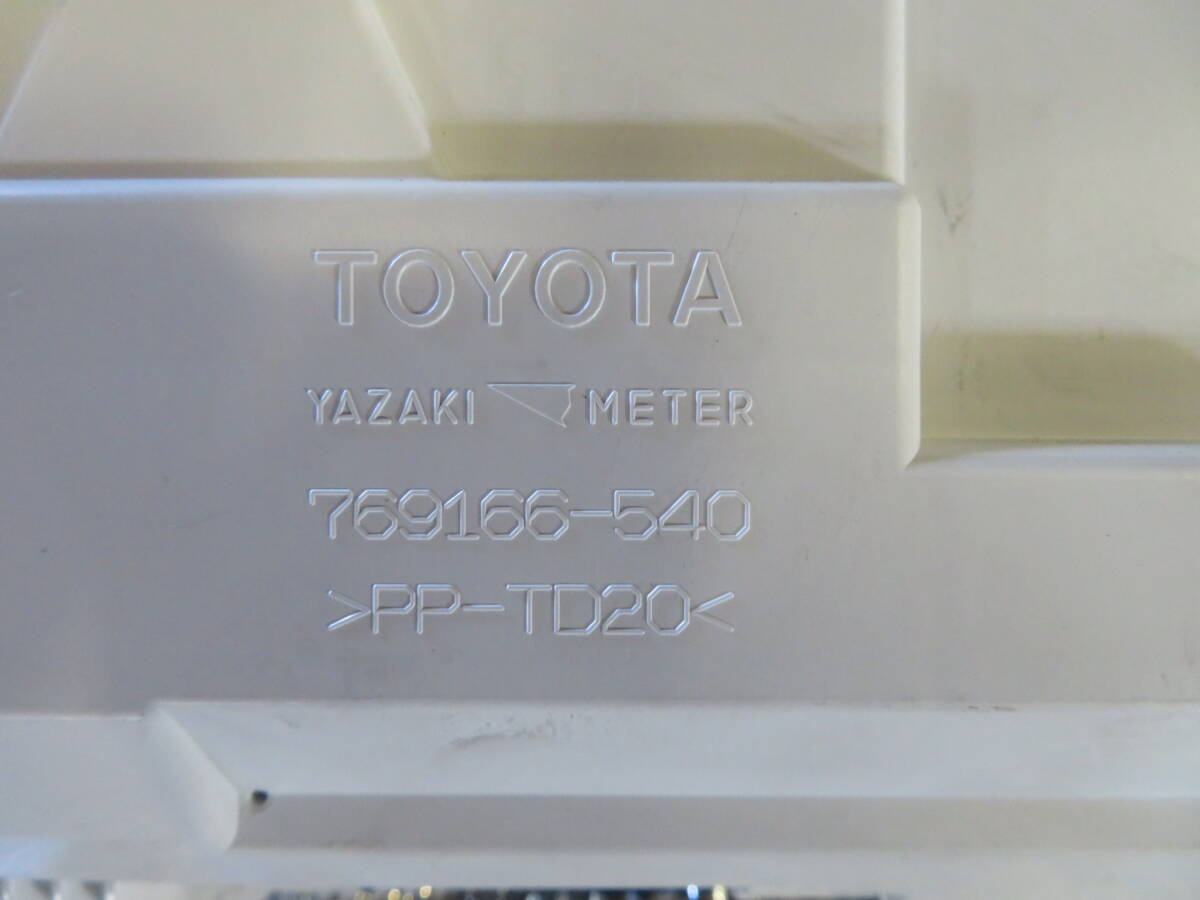 TOYOTA
YAZAKI METER
769166-540
>PP-TD20<